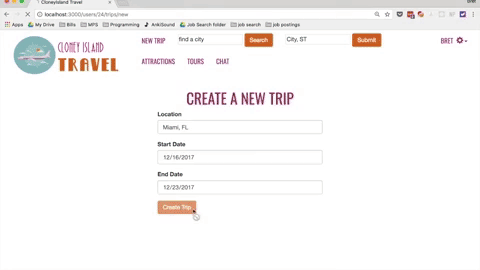 CloneyIsland Travel
localhost:3000/users/24/trips/new
Apps Bills MFS Programming AnkiSound Job Search folder job search job postings
My Drive
CLONEY ISLAND
TRAVEL
NEW TRIP find a city Search City, ST Submit BRET
ATTRACTIONS TOURS CHAT
CREATE A NEW TRIP
Location
Miami, FL
Start Date
12/16/2017
End Date
12/23/2017
Create Trip